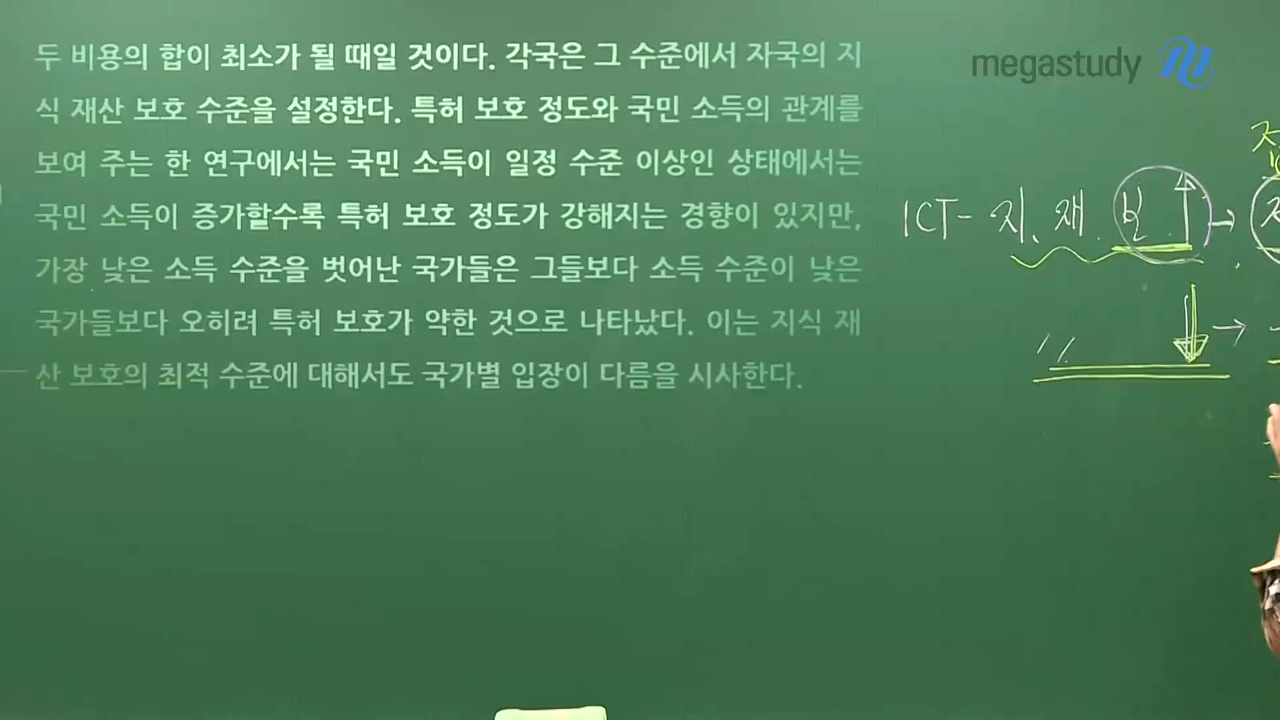 두 비용의 합이 최소가 될 때일 것이다. 각국은 그 수준에서 자국의 지
식 재산 보호 수준을 설정한다. 특허 보호 정도와 국민 소득의 관계를
보여 주는 한 연구에서는 국민 소득이 일정 수준 이상인 상태에서는
국민 소득이 증가할수록 특허 보호 정도가 강해지는 경향이 있지만,
가장 낮은 소득 수준을 벗어난 국가들은 그들보다 소득 수준이 낮은
국가들보다 오히려 특허 보호가 약한 것으로 나타났다. 이는 지식 재
산 보호의 최적 수준에 대해서도 국가별 입장이 다름을 시사한다.
megastudy
ICT - 지. 재. 보 ↑ →
〃 ↓ →